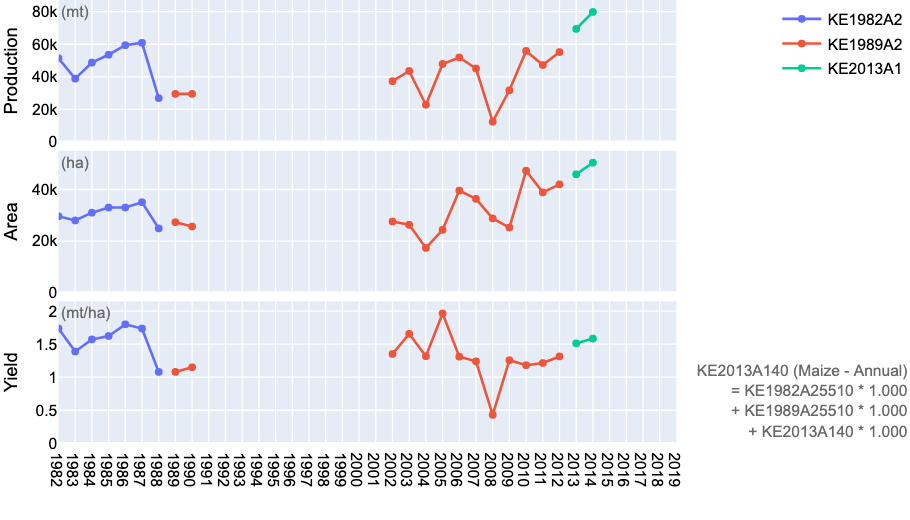 Production
(mt)
80k
60k
40k
20k
0
KE1982A2
KE1989A2
KE2013A1
Area
(ha)
40k
20k
0
Yield
(mt/ha)
2
1.5
1
0.5
0
KE2013A140 (Maize - Annual)
= KE1982A25510 * 1.000
+ KE1989A25510 * 1.000
+ KE2013A140 * 1.000
1982
1983
1984
1985
1986
1987
1988
1989
1990
1991
1992
1993
1994
1995
1996
1997
1998
1999
2000
2001
2002
2003
2004
2005
2006
2007
2008
2009
2010
2011
2012
2013
2014
2015
2016
2017
2018
2019